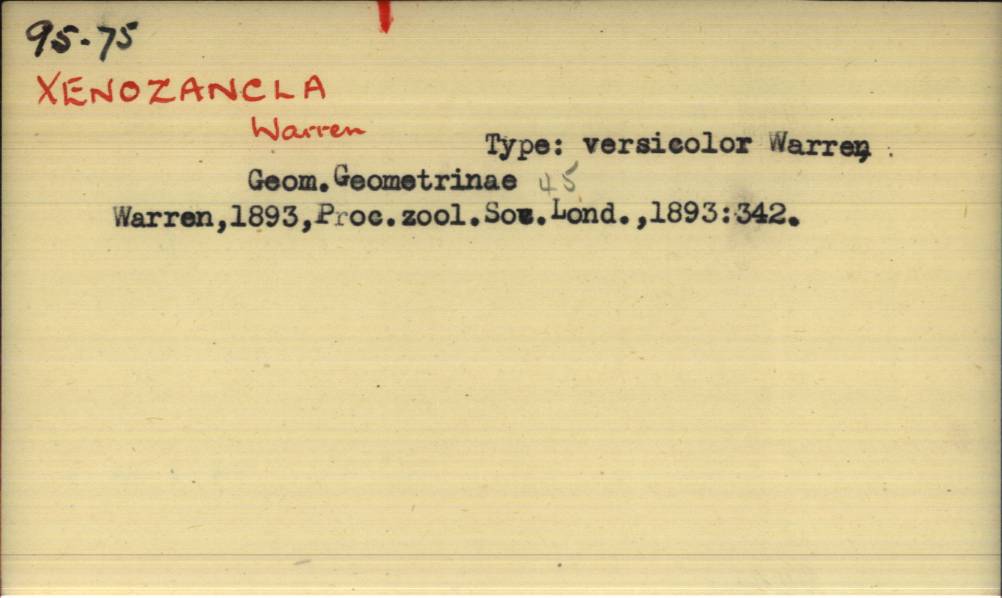 95-75
XENOZANCLA
Warren
Type: versicolor Warren
Geom.Geometrinae 45
Warren,1893,Proc.zool.Soc.Lond.,1893:342.